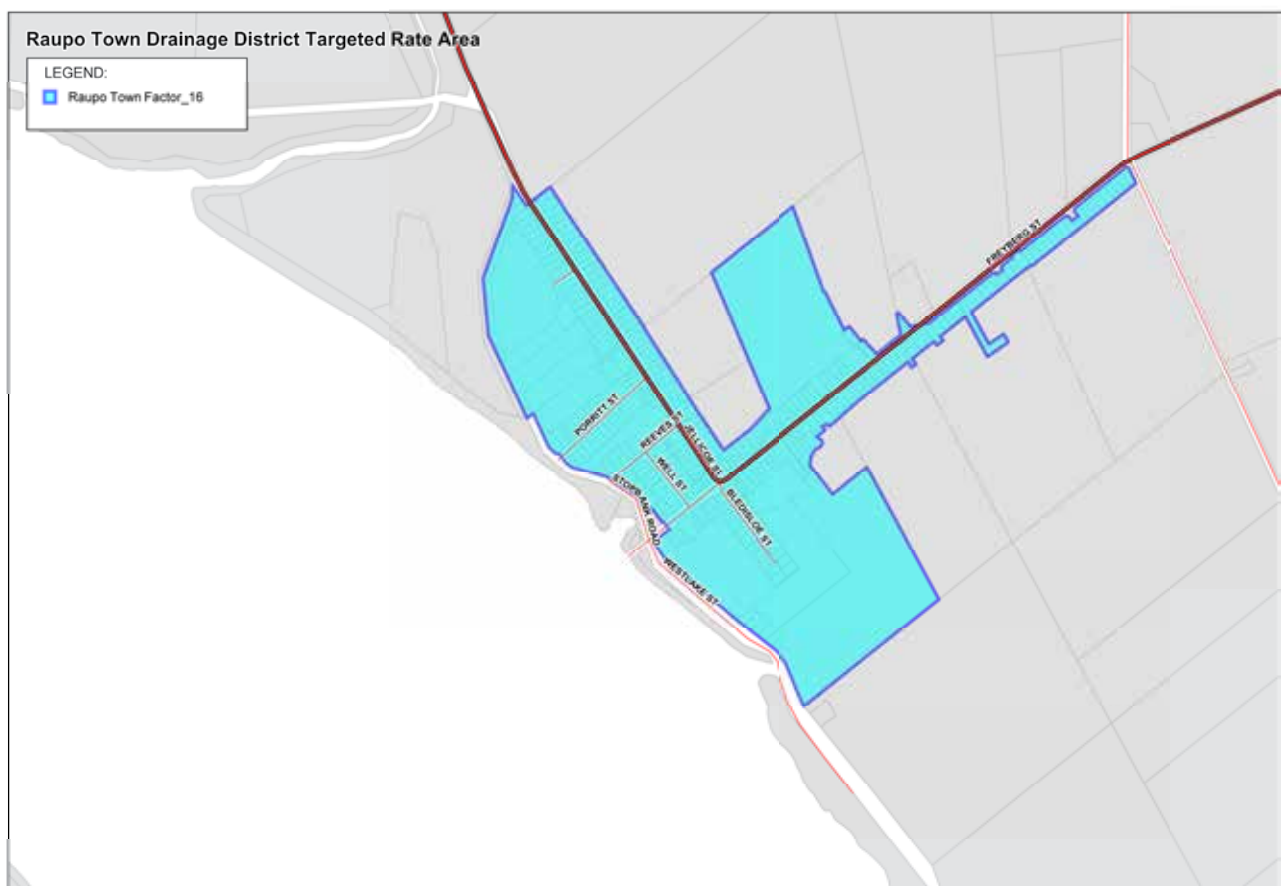 Raupo Town Drainage District Targeted Rate Area
LEGEND:
Raupo Town Factor_16
FREYBERG ST
PORRITT ST
REEVES ST
JELLICOE ST
WELL ST
STOPBANK ROAD
BLEDISLOE ST
WESTLAKE ST